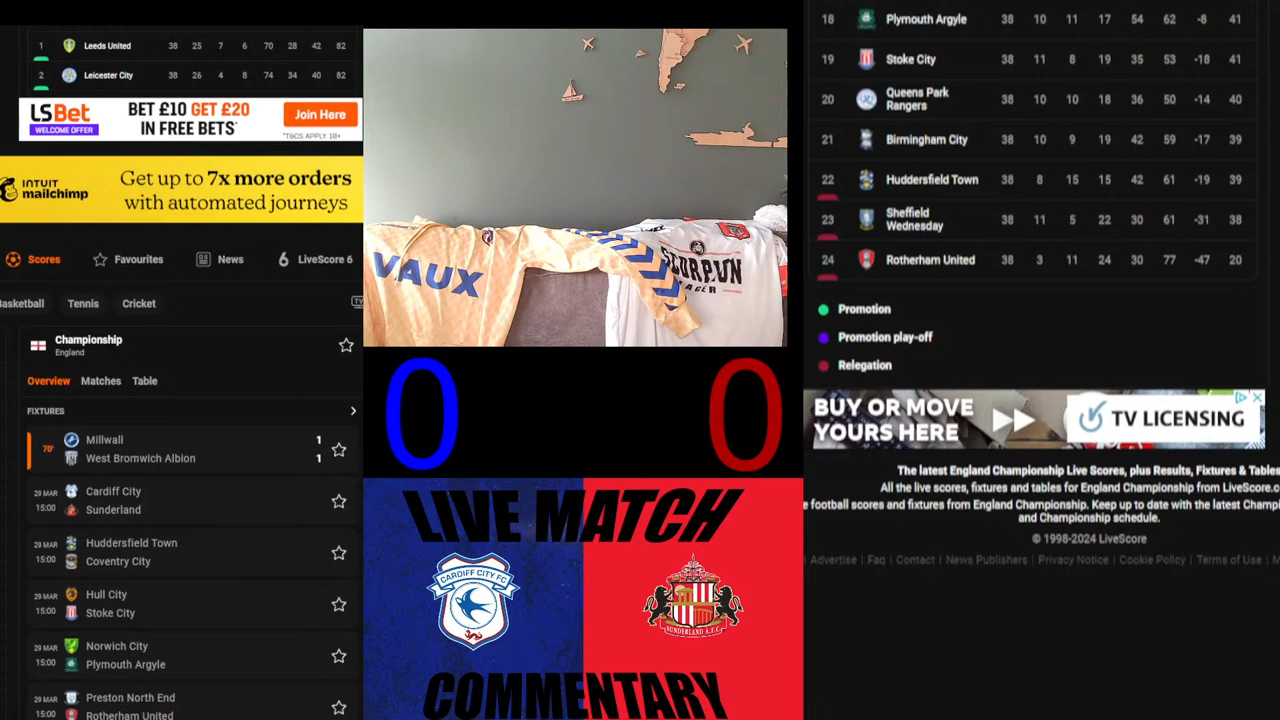 1 Leeds United 38 25 7 6 70 28 42 82
2 Leicester City 38 26 4 8 74 34 40 82
LSBet
WELCOME OFFER
BET £10 GET £20
IN FREE BETS*
Join Here
*T&CS APPLY. 18+
INTUIT
mailchimp
Get up to 7x more orders
with automated journeys
Scores
Favourites
News
6 LiveScore 6
Basketball
Tennis
Cricket
Championship
England
Overview
Matches
Table
FIXTURES
70' Millwall 1
West Bromwich Albion 1
29 MAR Cardiff City
15:00 Sunderland
29 MAR Huddersfield Town
15:00 Coventry City
29 MAR Hull City
15:00 Stoke City
29 MAR Norwich City
15:00 Plymouth Argyle
29 MAR Preston North End
15:00 Rotherham United
VAUX
SCORPION
LAGER
0 0
LIVE MATCH
CARDIFF CITY FC
SUNDERLAND A.F.C
COMMENTARY
18 Plymouth Argyle 38 10 11 17 54 62 -8 41
19 Stoke City 38 11 8 19 35 53 -18 41
20 Queens Park Rangers 38 10 10 18 36 50 -14 40
21 Birmingham City 38 10 9 19 42 59 -17 39
22 Huddersfield Town 38 8 15 15 42 61 -19 39
23 Sheffield Wednesday 38 11 5 22 30 61 -31 38
24 Rotherham United 38 3 11 24 30 77 -47 20
Promotion
Promotion play-off
Relegation
BUY OR MOVE
YOURS HERE
TV LICENSING
The latest England Championship Live Scores, plus Results, Fixtures & Tables
All the live scores, fixtures and tables for England Championship from LiveScore.co
e football scores and fixtures from England Championship. Keep up to date with the latest Champi
and Championship schedule.
© 1998-2024 LiveScore
Advertise | Faq | Contact | News Publishers | Privacy Notice | Cookie Policy | Terms of Use | M